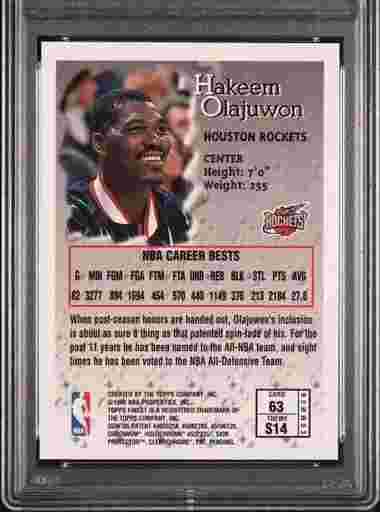 Hakeem
Olajuwon
HOUSTON ROCKETS
CENTER
Height: 7'0"
Weight: 255
ROCKETS
NBA CAREER BESTS
G MIN FGM FGA FTM FTA REB BLK STL PTS AVG
82 3277 894 1694 454 570 440 1149 376 213 2184 27.8
When post-season honors are handed out, Olajuwon's inclusion
is about as sure a thing as that patented spin-fade of his. For the
past 11 years he has been named to the All-NBA team, and eight
times he has been voted to the NBA All-Defensive Team.
CARD
63
THEME
S14
NBA
CREATED BY THE TOPPS COMPANY, INC.
NBA PROPERTIES, INC.
TOPPS FINEST IS A REGISTERED TRADEMARK OF
THE TOPPS COMPANY, INC.